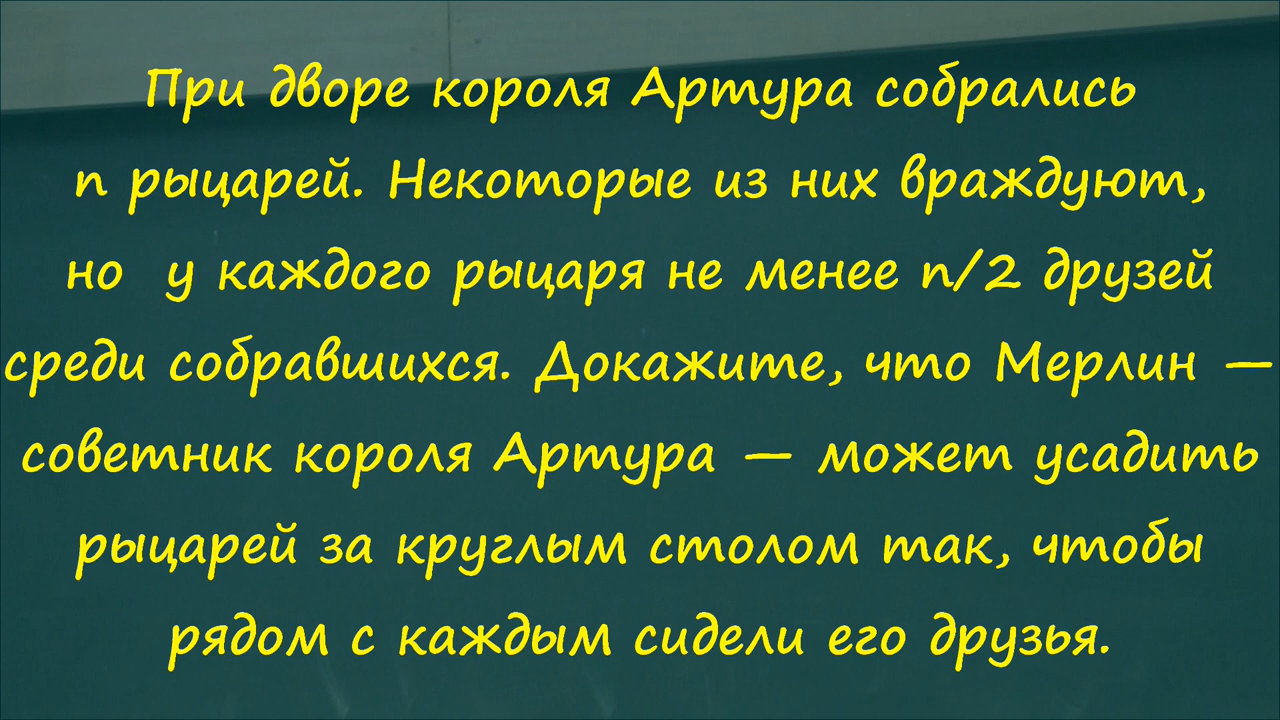 При дворе короля Артура собрались
n рыцарей. Некоторые из них враждуют,
но у каждого рыцаря не менее n/2 друзей
среди собравшихся. Докажите, что Мерлин —
советник короля Артура — может усадить
рыцарей за круглым столом так, чтобы
рядом с каждым сидели его друзья.